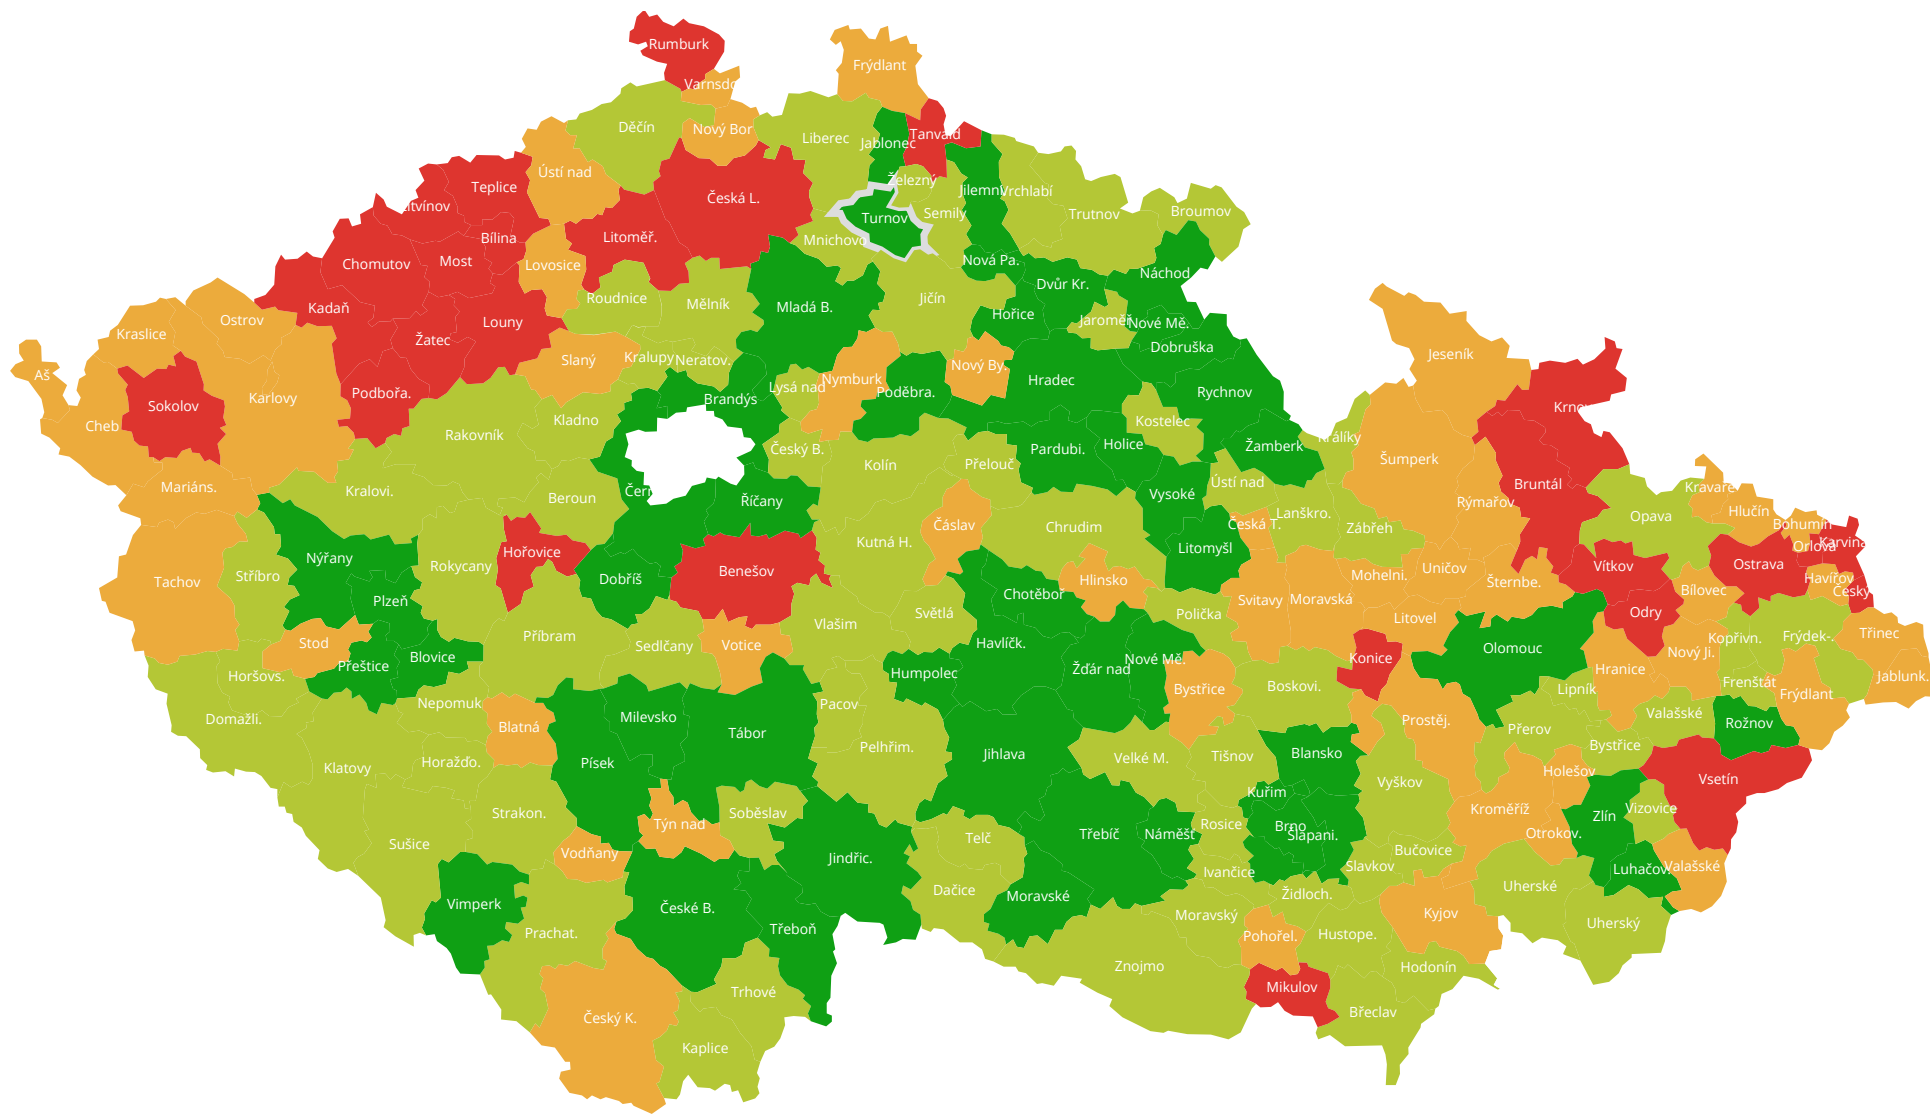 Rumburk
Frýdlant
Varnsdo
Děčín
Nový Bor
Liberec
Jablonec
Tanvald
Teplice
Ústí nad
Česká L.
Železný
Jilemni
Vrchlabí
Trutnov
Broumov
Litvínov
Bílina
Litoměř.
Turnov
Semily
Mnichovo
Chomutov
Most
Lovosice
Nová Pa.
Náchod
Kadaň
Roudnice
Mělník
Mladá B.
Jičín
Dvůr Kr.
Kraslice
Ostrov
Žatec
Louny
Hořice
Jaroměř
Nové Mě.
Slaný
Kralupy
Neratov.
Dobruška
Jeseník
Aš
Sokolov
Karlovy
Podbořa.
Lysá nad
Nymburk
Poděbra.
Nový By.
Hradec
Rychnov
Krnov
Cheb
Rakovník
Kladno
Brandýs
Kostelec
Králíky
Český B.
Kolín
Přelouč
Pardubi.
Holice
Žamberk
Šumperk
Mariáns.
Kralovi.
Beroun
Čern
Říčany
Vysoké
Ústí nad
Bruntál
Rýmařov
Kravaře
Hlučín
Bohumín
Čáslav
Chrudim
Česká T.
Lanškro.
Zábřeh
Opava
Nýřany
Hořovice
Kutná H.
Litomyšl
Orlová
Karviná
Tachov
Stříbro
Rokycany
Dobříš
Benešov
Chotěbor
Hlinsko
Mohelni.
Uničov
Šternbe.
Vítkov
Ostrava
Havířov
Český
Plzeň
Světlá
Polička
Svitavy
Moravská
Litovel
Odry
Bílovec
Stod
Příbram
Sedlčany
Votice
Vlašim
Havlíčk.
Olomouc
Nový Ji.
Kopřivn.
Frýdek-.
Třinec
Přeštice
Blovice
Humpolec
Žďár nad
Nové Mě.
Konice
Hranice
Horšovs.
Bystřice
Boskovi.
Lipník
Frenštát
Frýdlant
Jablunk.
Domažli.
Nepomuk
Blatná
Milevsko
Tábor
Pacov
Pelhřim.
Prostěj.
Přerov
Valašské
Rožnov
Klatovy
Horažďo.
Písek
Jihlava
Velké M.
Tišnov
Blansko
Vyškov
Bystřice
Holešov
Vsetín
Strakon.
Týn nad
Soběslav
Kuřim
Kroměříž
Zlín
Vizovice
Sušice
Vodňany
Jindřic.
Telč
Třebíč
Náměšť
Rosice
Brno
Šlapani.
Otrokov.
Bučovice
Slavkov
Ivančice
Luhačov.
Valašské
Vimperk
České B.
Dačice
Moravské
Židloch.
Uherské
Prachat.
Třeboň
Moravský
Pohořel.
Hustope.
Kyjov
Uherský
Znojmo
Hodonín
Český K.
Trhové
Mikulov
Břeclav
Kaplice